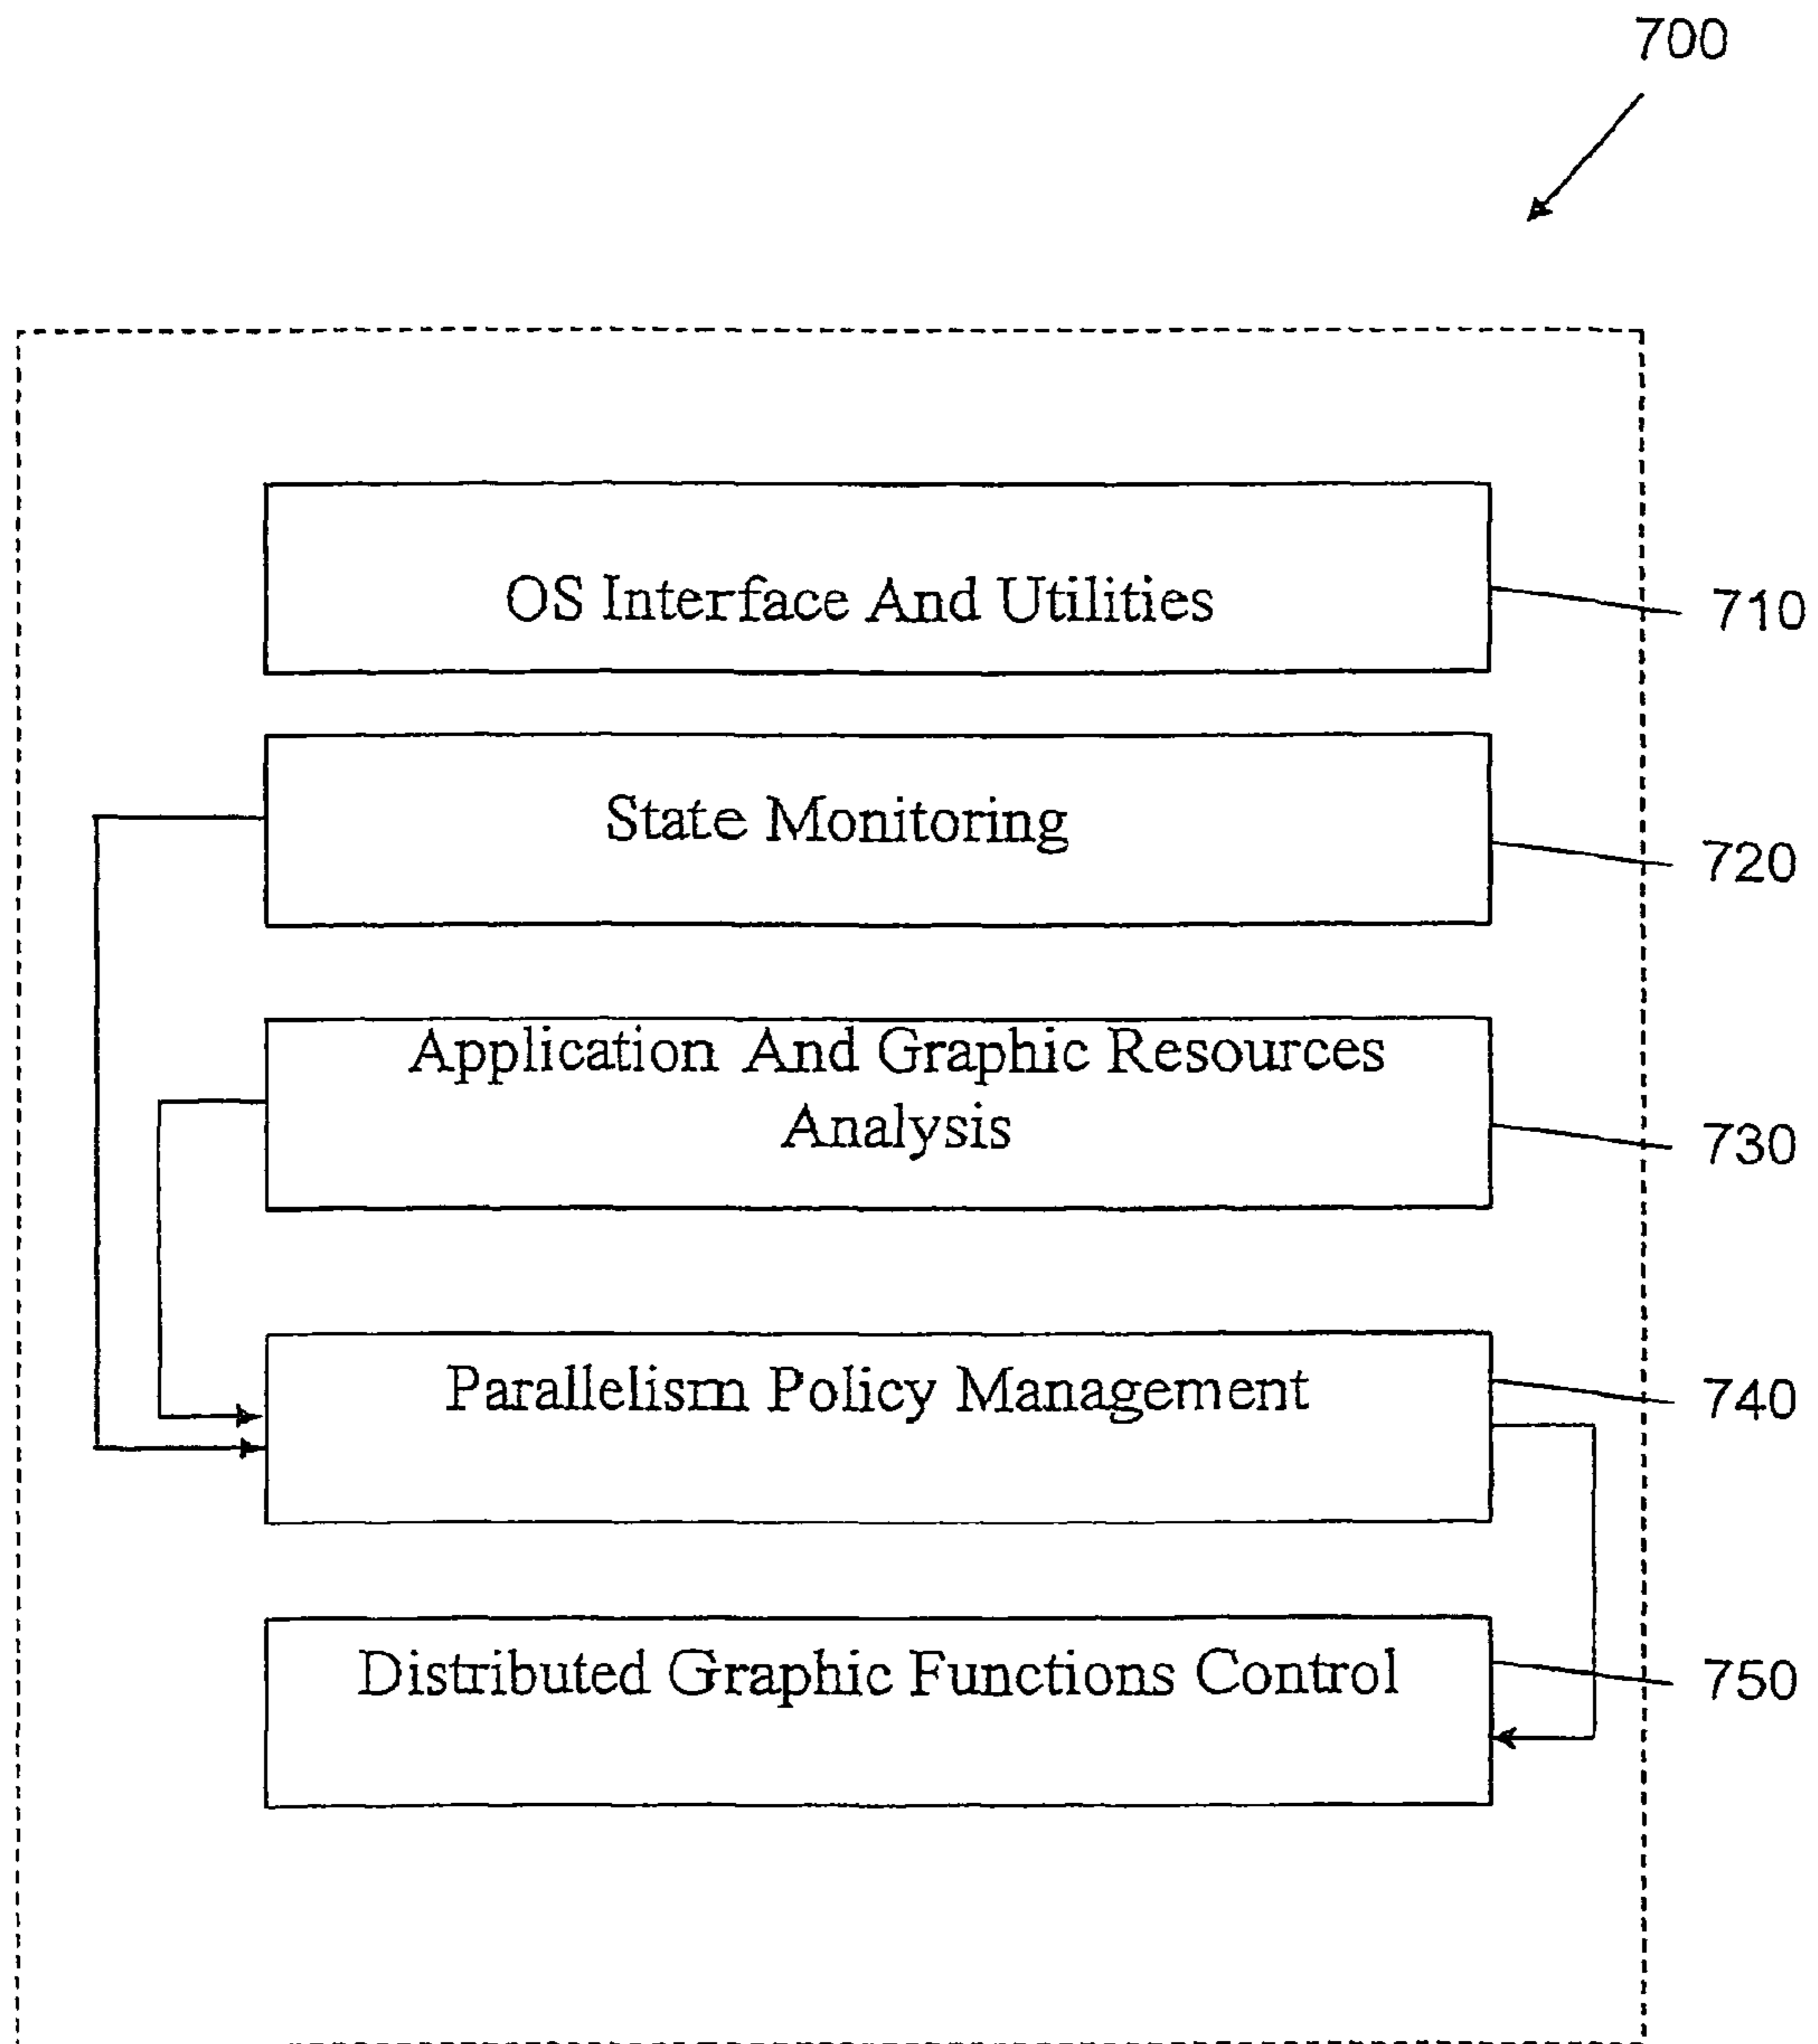 700
OS Interface And Utilities
710
State Monitoring
720
Application And Graphic Resources
Analysis
730
Parallelism Policy Management
740
Distributed Graphic Functions Control
750